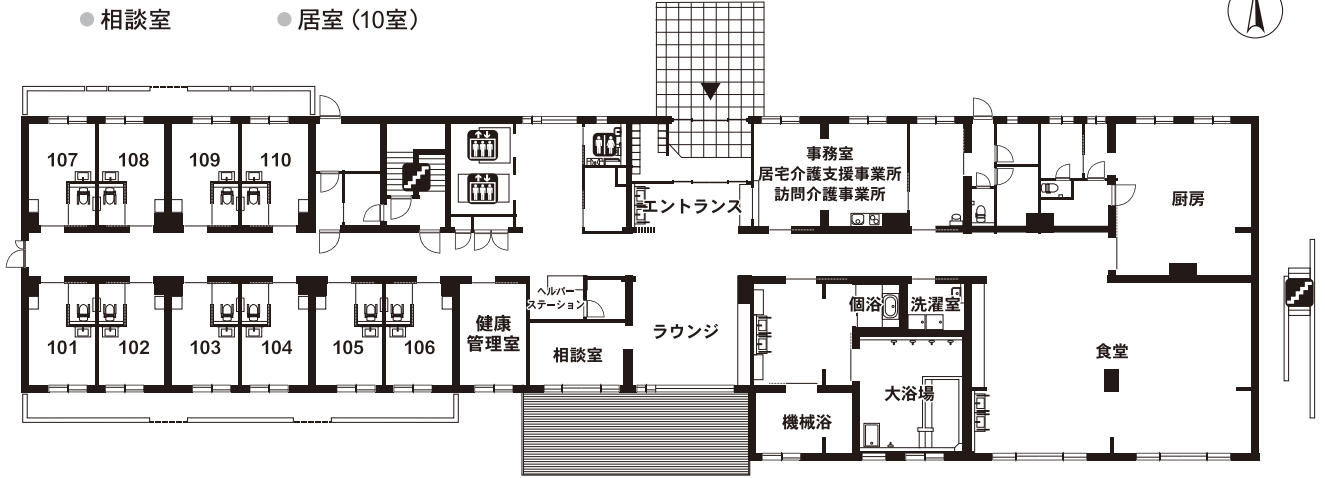 相談室
居室（10室）
107
108
109
110
エントランス
事務室
居宅介護支援事業所
訪問介護事業所
厨房
101
102
103
104
105
106
健康
管理室
ヘルパー
ステーション
相談室
ラウンジ
個浴
洗濯室
大浴場
機械浴
食堂